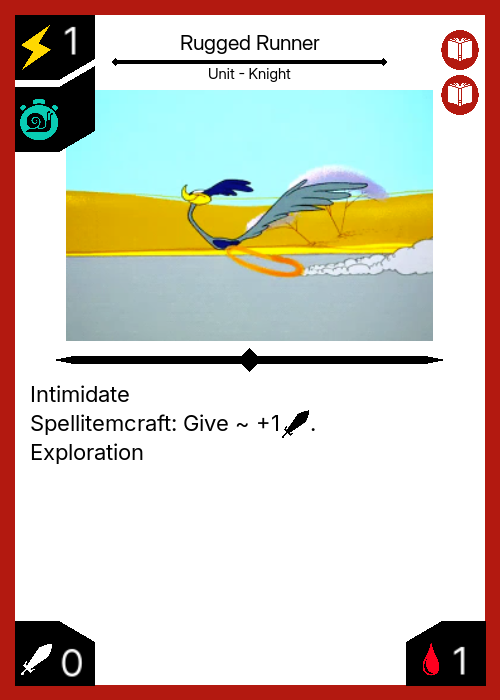 1
Rugged Runner
Unit - Knight
Intimidate
Spellitemcraft: Give ~ +1.
Exploration
0
1